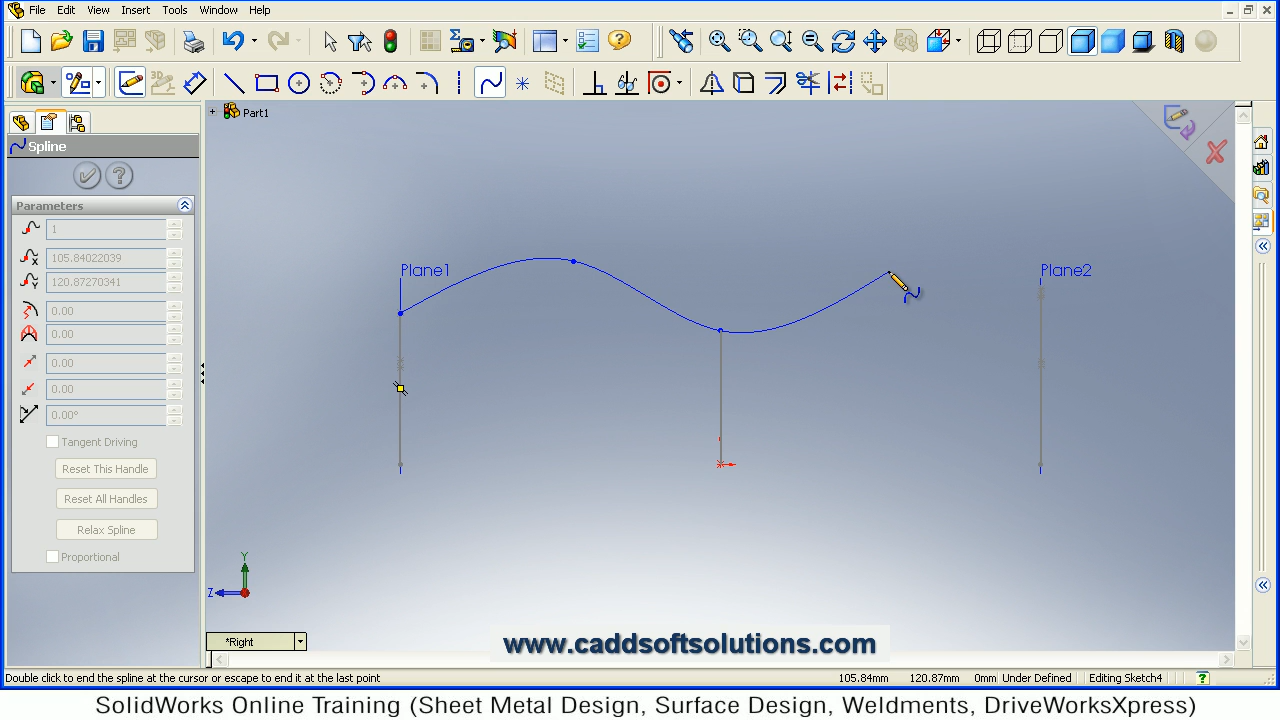 File Edit View Insert Tools Window Help
Part1
Spline
Parameters
1
105.84022039
120.87270341
0.00
0.00
0.00
0.00
0.00°
Tangent Driving
Reset This Handle
Reset All Handles
Relax Spline
Proportional
Plane1
Plane2
Y
Z
*Right
www.caddsoftsolutions.com
Double click to end the spline at the cursor or escape to end it at the last point
105.84mm 120.87mm 0mm Under Defined Editing Sketch4
SolidWorks Online Training (Sheet Metal Design, Surface Design, Weldments, DriveWorksXpress)